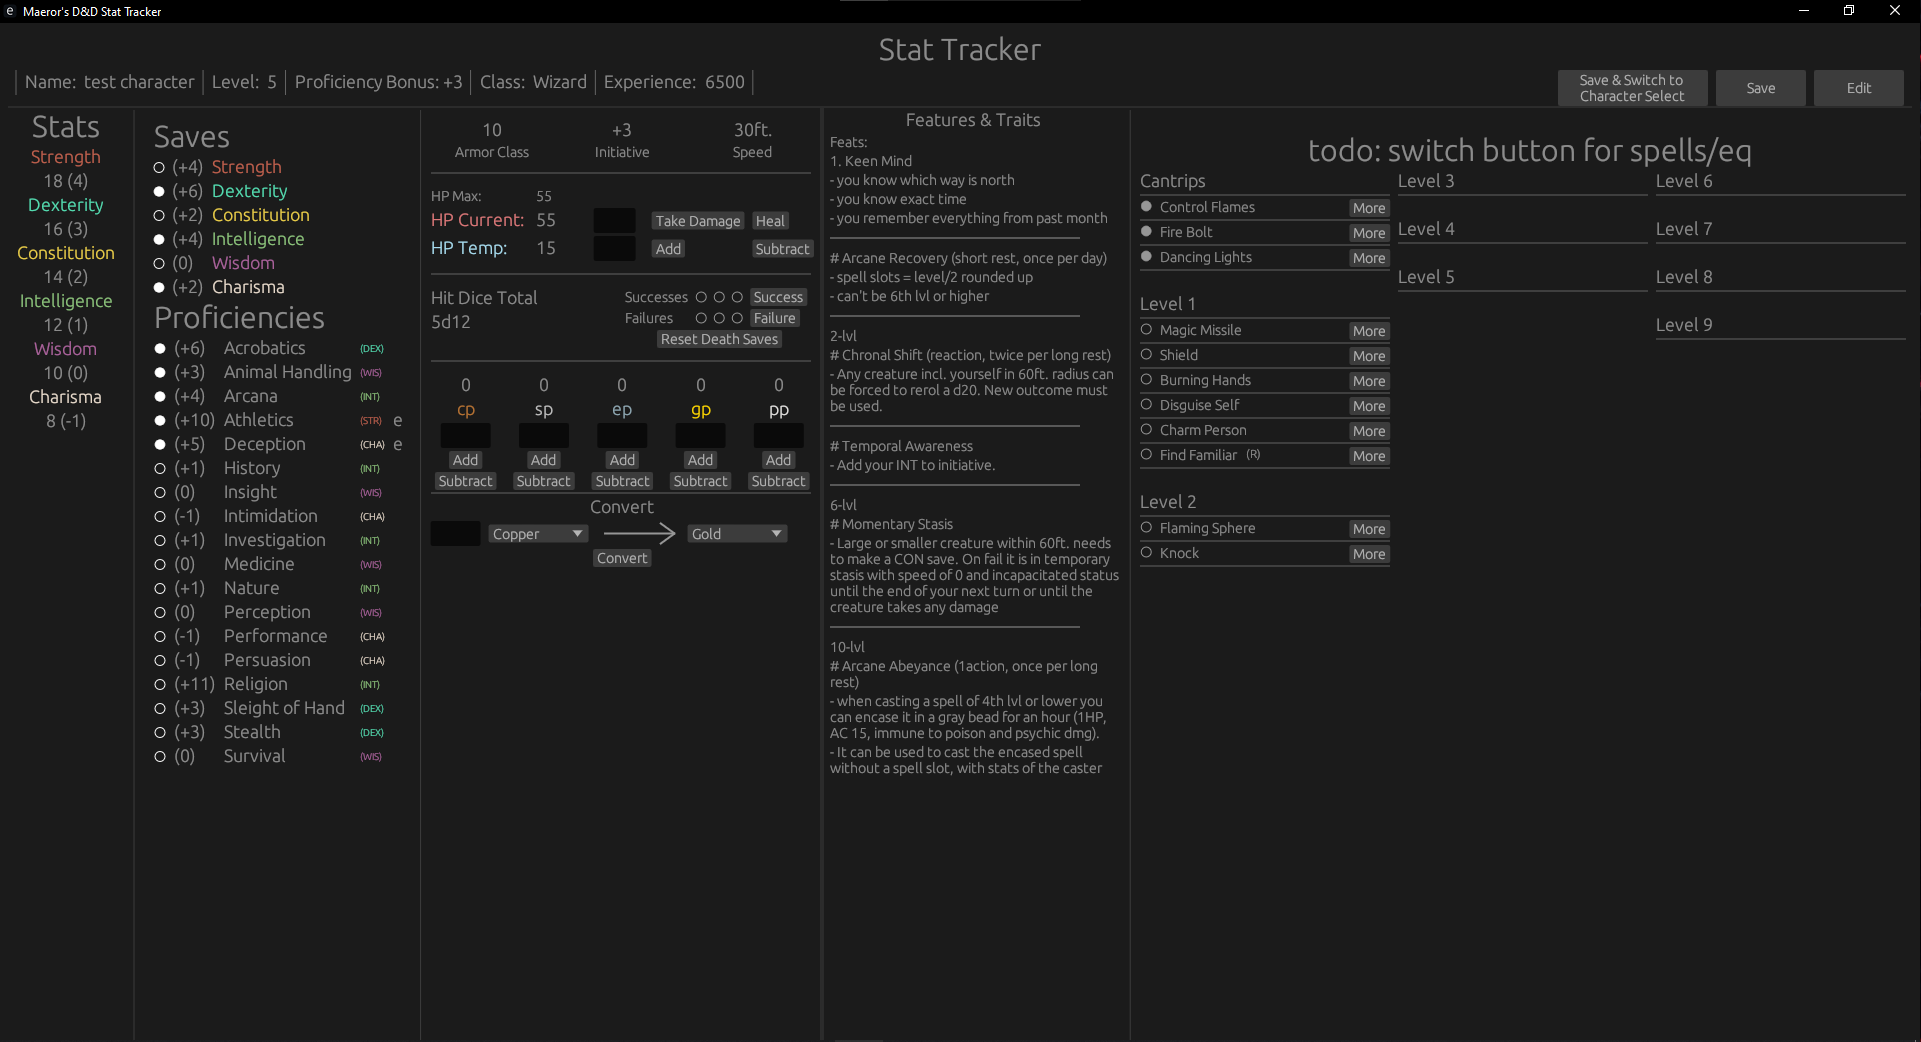 e Maeror's D&D Stat Tracker
Stat Tracker
Name: test character Level: 5 Proficiency Bonus: +3 Class: Wizard Experience: 6500
Save & Switch to
Character Select
Save
Edit
Stats
Strength
18 (4)
Dexterity
16 (3)
Constitution
14 (2)
Intelligence
12 (1)
Wisdom
10 (0)
Charisma
8 (-1)
Saves
(+4) Strength
(+6) Dexterity
(+2) Constitution
(+4) Intelligence
(0) Wisdom
(+2) Charisma
Proficiencies
(+6) Acrobatics (DEX)
(+3) Animal Handling (WIS)
(+4) Arcana (INT)
(+10) Athletics (STR) e
(+5) Deception (CHA) e
(+1) History (INT)
(0) Insight (WIS)
(-1) Intimidation (CHA)
(+1) Investigation (INT)
(0) Medicine (WIS)
(+1) Nature (INT)
(0) Perception (WIS)
(-1) Performance (CHA)
(-1) Persuasion (CHA)
(+11) Religion (INT)
(+3) Sleight of Hand (DEX)
(+3) Stealth (DEX)
(0) Survival (WIS)
10 +3 30ft.
Armor Class Initiative Speed
HP Max: 55
HP Current: 55 Take Damage Heal
HP Temp: 15 Add Subtract
Hit Dice Total
5d12
Successes Success
Failures Failure
Reset Death Saves
0 0 0 0 0
cp sp ep gp pp
Add Add Add Add Add
Subtract Subtract Subtract Subtract Subtract
Convert
Copper Gold
Convert
Features & Traits
Feats:
1. Keen Mind
- you know which way is north
- you know exact time
- you remember everything from past month
# Arcane Recovery (short rest, once per day)
- spell slots = level/2 rounded up
- can't be 6th lvl or higher
2-lvl
# Chronal Shift (reaction, twice per long rest)
- Any creature incl. yourself in 60ft. radius can
be forced to rerol a d20. New outcome must
be used.
# Temporal Awareness
- Add your INT to initiative.
6-lvl
# Momentary Stasis
- Large or smaller creature within 60ft. needs
to make a CON save. On fail it is in temporary
stasis with speed of 0 and incapacitated status
until the end of your next turn or until the
creature takes any damage
10-lvl
# Arcane Abeyance (1action, once per long
rest)
- when casting a spell of 4th lvl or lower you
can encase it in a gray bead for an hour (1HP,
AC 15, immune to poison and psychic dmg).
- It can be used to cast the encased spell
without a spell slot, with stats of the caster
todo: switch button for spells/eq
Cantrips
Control Flames More
Fire Bolt More
Dancing Lights More
Level 1
Magic Missile More
Shield More
Burning Hands More
Disguise Self More
Charm Person More
Find Familiar (R) More
Level 2
Flaming Sphere More
Knock More
Level 3
Level 4
Level 5
Level 6
Level 7
Level 8
Level 9